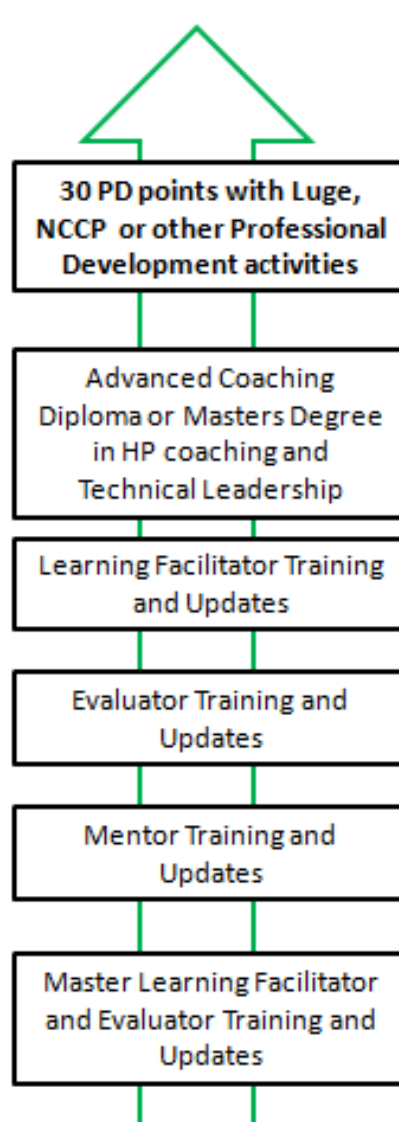 30 PD points with Luge,
NCCP or other Professional
Development activities
Advanced Coaching
Diploma or Masters Degree
in HP coaching and
Technical Leadership
Learning Facilitator Training
and Updates
Evaluator Training and
Updates
Mentor Training and
Updates
Master Learning Facilitator
and Evaluator Training and
Updates